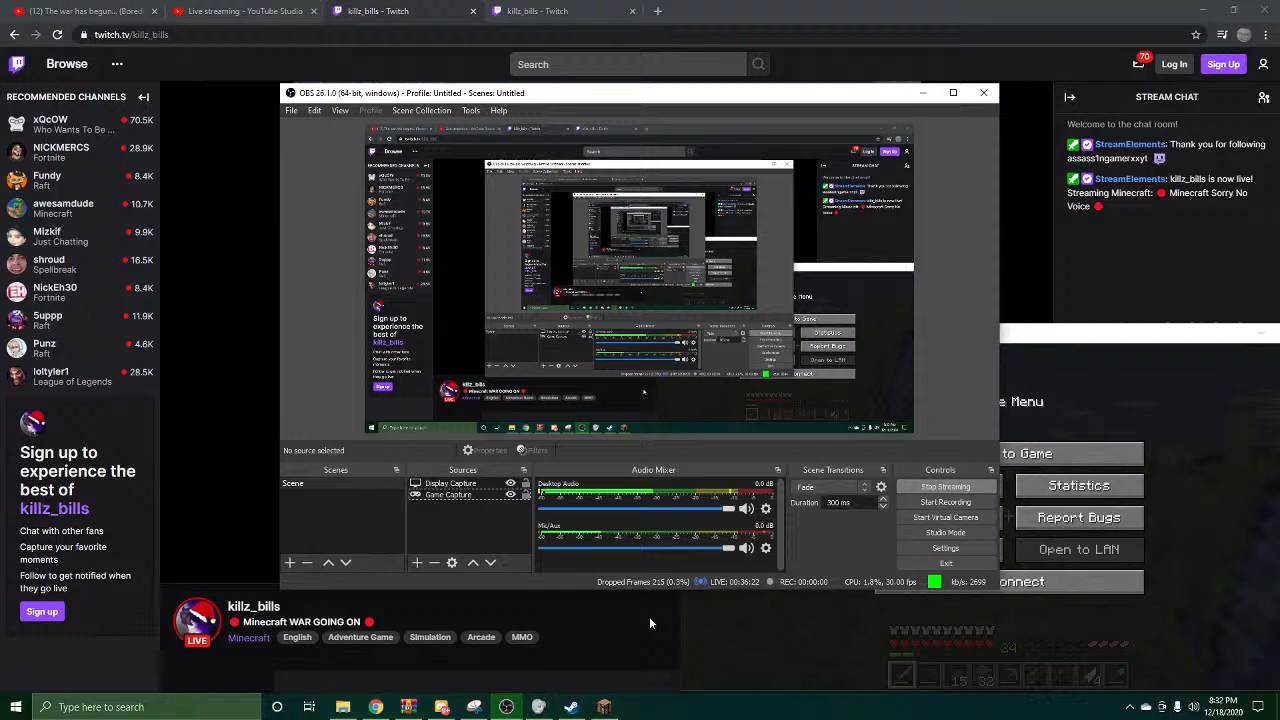 (12) The war has begun... (Bored
Live streaming - YouTube Studio
killz_bills - Twitch
killz_bills - Twitch
twitch.tv/killz_bills
Browse
Search
70
Log In
Sign Up
RECOMMENDED CHANNELS
xQcOW
Who Wants To Be ...
70.5K
NICKMERCS
Fortnite
28.9K
Fundy
8.4K
Minecraft
Mizkif
Just Chatting
9.9K
shroud
Spellbreak
16.5K
NickEh30
Fortnite
8.4K
Suppp
Raft
11.9K
Punz
Raft
4.8K
loltyler1
28.5K
Sign up to
experience the
best of
killz_bills
Chat with other fans
Capture your favorite
moments
Follow to get notified when
they go live
Sign up
OBS 26.1.0 (64-bit, windows) - Profile: Untitled - Scenes: Untitled
File Edit View Profile Scene Collection Tools Help
No source selected
Properties
Filters
Scenes
Sources
Audio Mixer
Scene Transitions
Controls
Scene
Display Capture
Game Capture
Desktop Audio
0.0 dB
Mic/Aux
0.0 dB
Fade
Duration
300 ms
Stop Streaming
Start Recording
Start Virtual Camera
Studio Mode
Settings
Exit
Dropped Frames 215 (0.3%)
LIVE: 00:36:22
REC: 00:00:00
CPU: 1.8%, 30.00 fps
kb/s: 2699
STREAM CHAT
Welcome to the chat room!
StreamElements: Thank you for following
assass1ngamerxxyt
StreamElements: killz_bills is now live!
Streaming Minecraft: Minecraft Sorry No
Voice
e Menu
to Game
Statistics
Report Bugs
Open to LAN
nnect
34
15
32
4
killz_bills
LIVE
Minecraft WAR GOING ON
Minecraft
English
Adventure Game
Simulation
Arcade
MMO
Type here to search
8:32 PM
12/18/2020